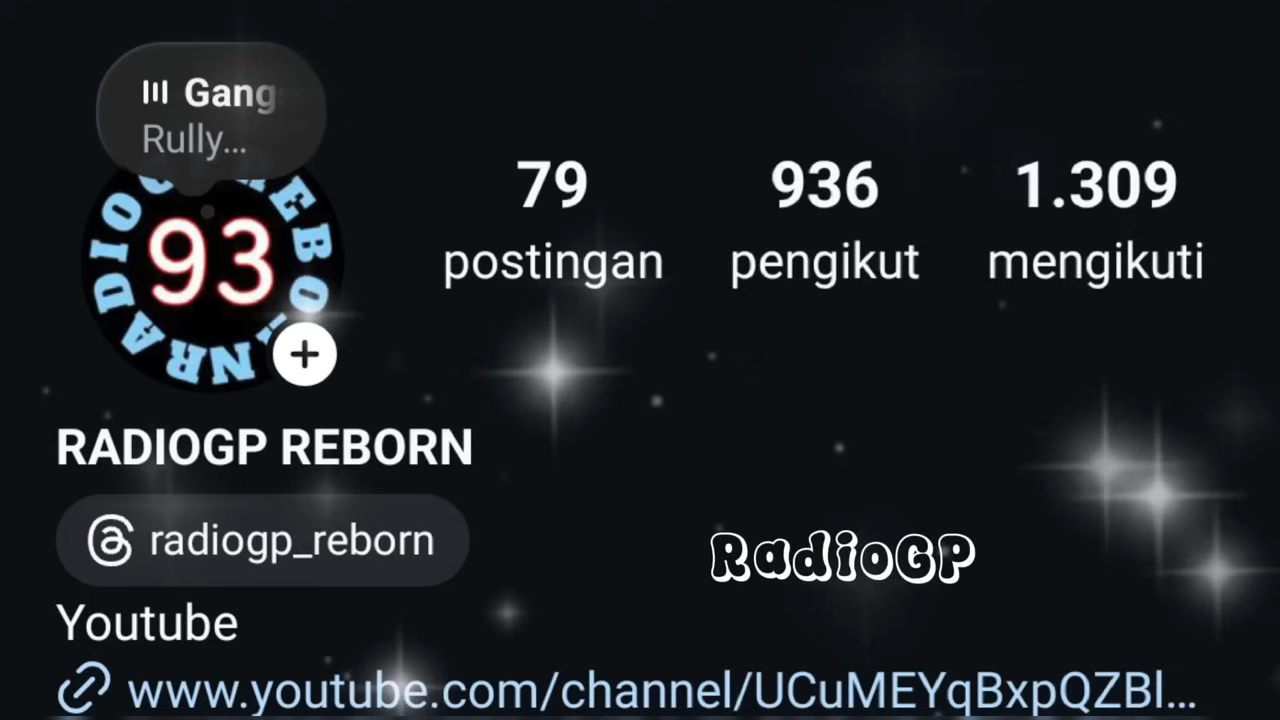 Gang
Rully...
93
79
postingan
936
pengikut
1.309
mengikuti
RADIOGP REBORN
radiogp_reborn
RadioGP
Youtube
www.youtube.com/channel/UCuMEYqBxpQZBl...